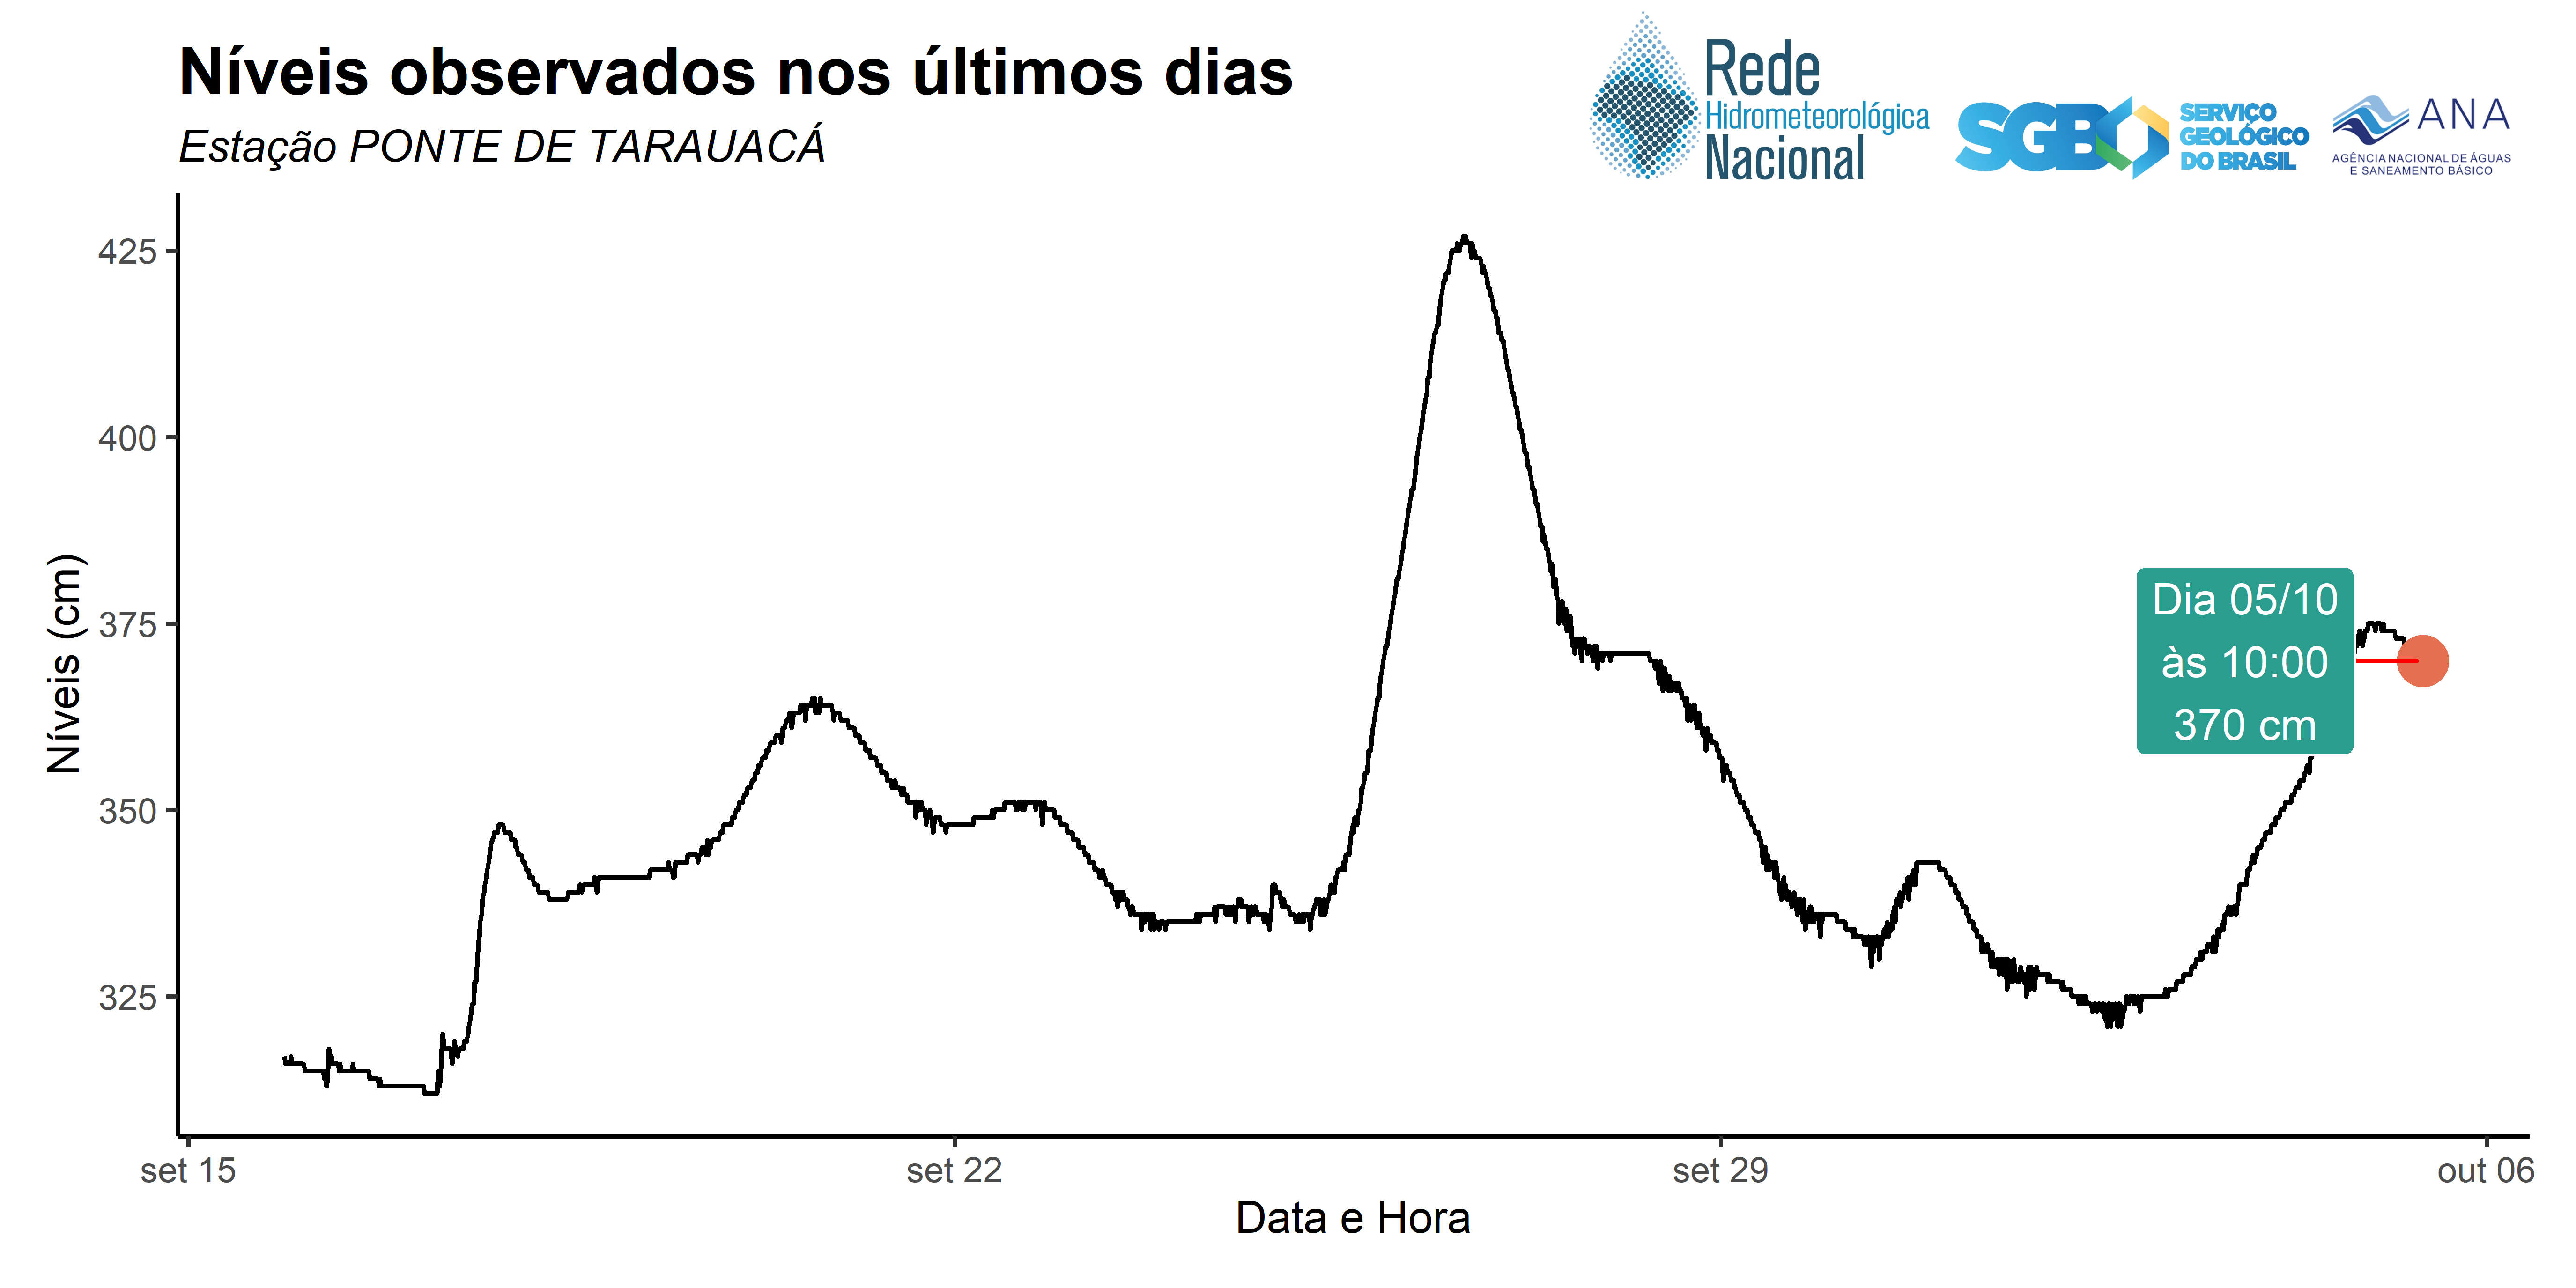 Níveis observados nos últimos dias
Estação PONTE DE TARAUACÁ
Rede
Hidrometeorológica
Nacional
SGB
SERVIÇO
GEOLÓGICO
DO BRASIL
ANA
AGÊNCIA NACIONAL DE ÁGUAS
E SANEAMENTO BÁSICO
Níveis (cm)
425
400
375
350
325
Dia 05/10
às 10:00
370 cm
set 15
set 22
set 29
out 06
Data e Hora